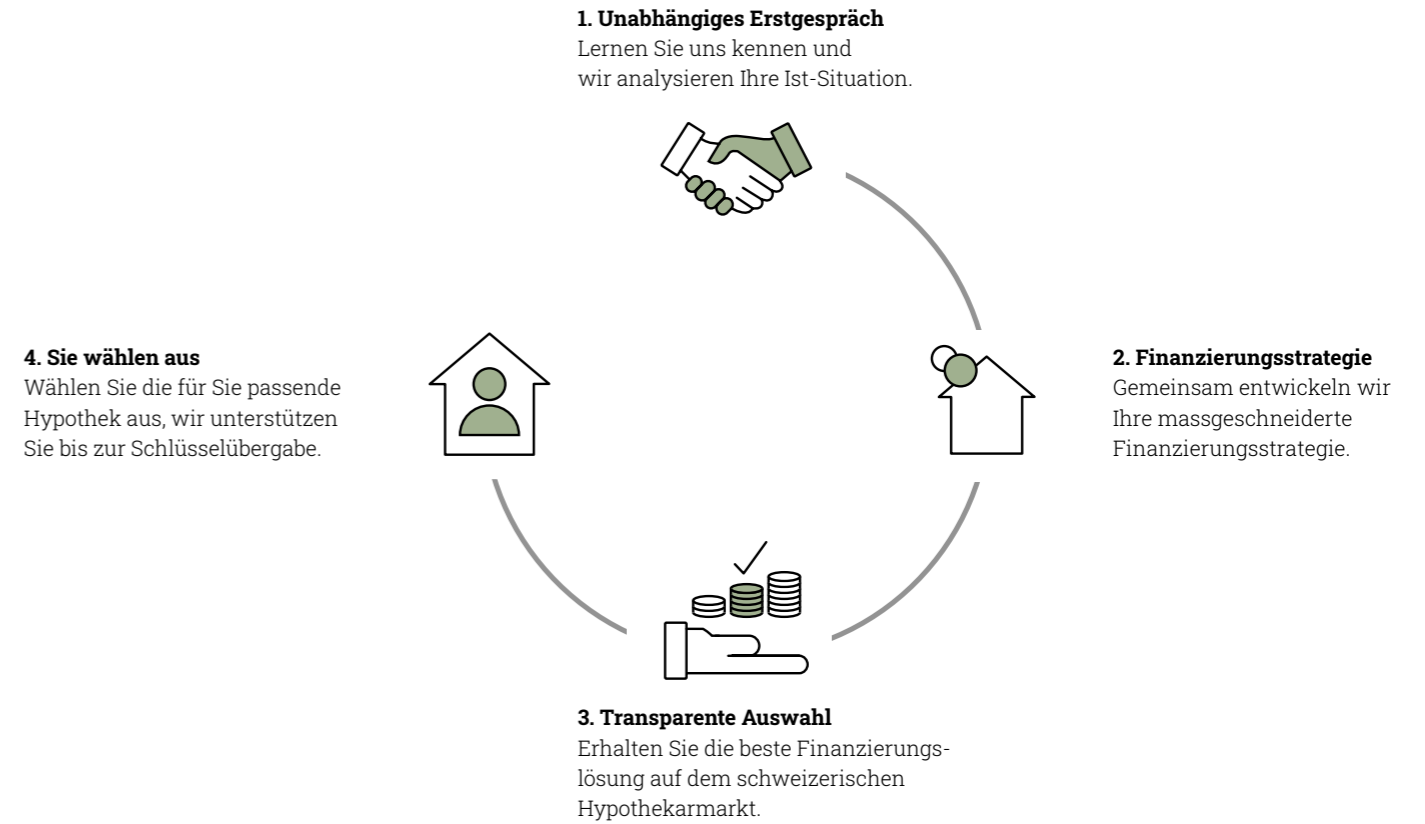 1. Unabhängiges Erstgespräch
Lernen Sie uns kennen und
wir analysieren Ihre Ist-Situation.
2. Finanzierungsstrategie
Gemeinsam entwickeln wir
Ihre massgeschneiderte
Finanzierungsstrategie.
3. Transparente Auswahl
Erhalten Sie die beste Finanzierungs-
lösung auf dem schweizerischen
Hypothekarmarkt.
4. Sie wählen aus
Wählen Sie die für Sie passende
Hypothek aus, wir unterstützen
Sie bis zur Schlüsselübergabe.